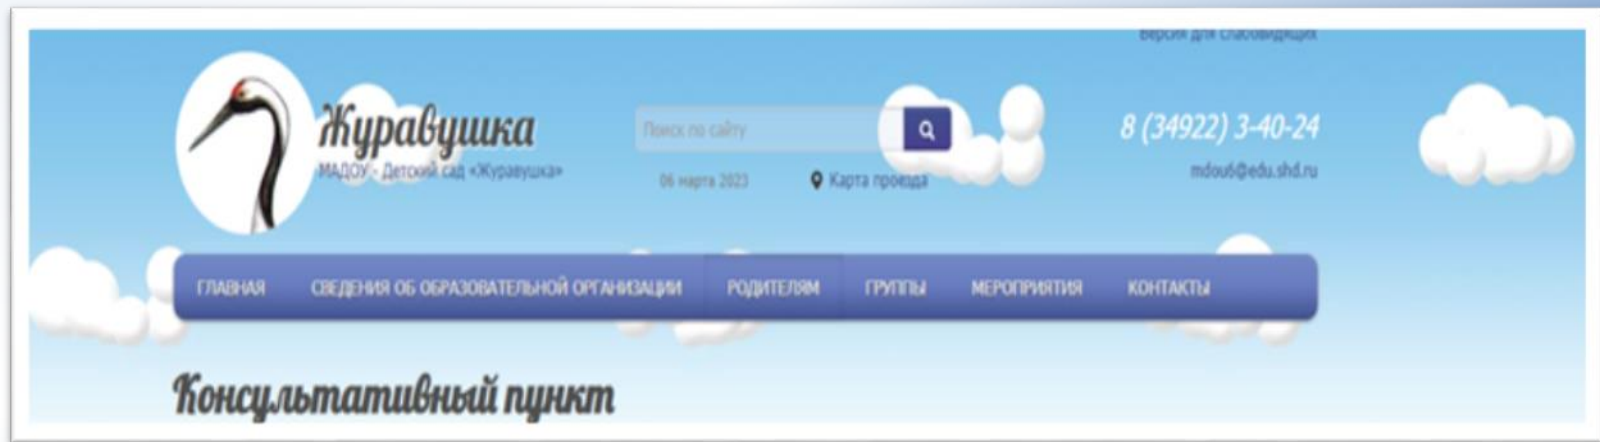 Версия для слабовидящих
Журавушка
МАДОУ - Детский сад «Журавушка»
Поиск по сайту
06 марта 2023
Карта проезда
8 (34922) 3-40-24
mdou6@edu.shd.ru
ГЛАВНАЯ СВЕДЕНИЯ ОБ ОБРАЗОВАТЕЛЬНОЙ ОРГАНИЗАЦИИ РОДИТЕЛЯМ ГРУППЫ МЕРОПРИЯТИЯ КОНТАКТЫ
Консультативный пункт